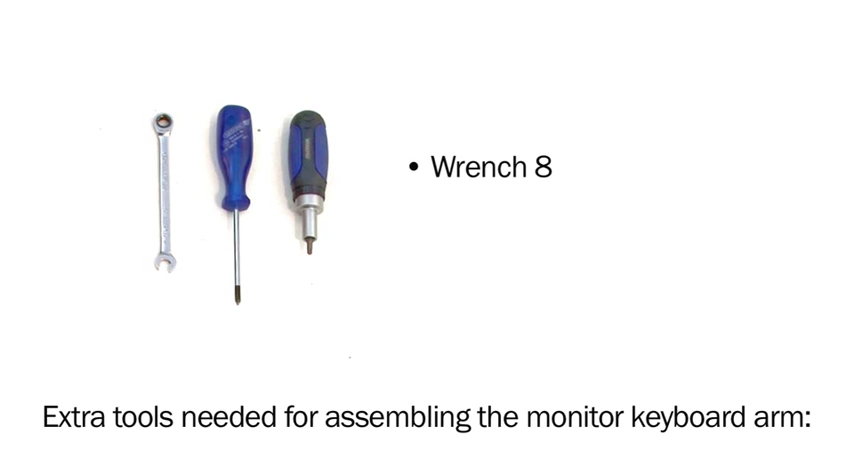 • Wrench 8
Extra tools needed for assembling the monitor keyboard arm: